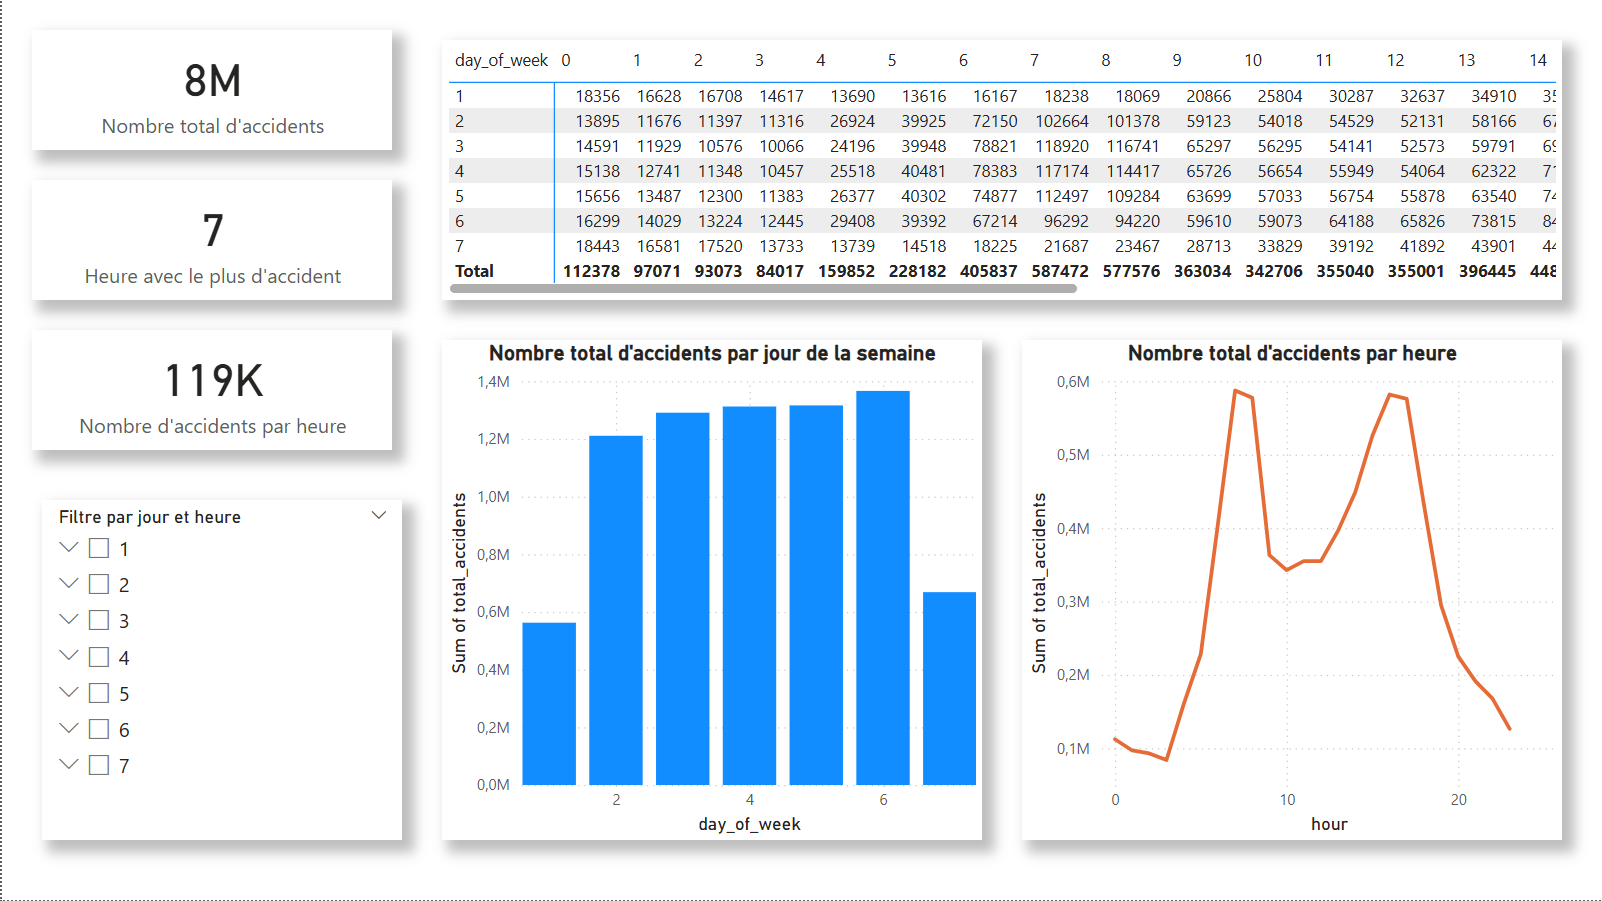 8M
Nombre total d'accidents
7
Heure avec le plus d'accident
119K
Nombre d'accidents par heure
Filtre par jour et heure
1
2
3
4
5
6
7
day_of_week 0 1 2 3 4 5 6 7 8 9 10 11 12 13 14
1 18356 16628 16708 14617 13690 13616 16167 18238 18069 20866 25804 30287 32637 34910
2 13895 11676 11397 11316 26924 39925 72150 102664 101378 59123 54018 54529 52131 58166
3 14591 11929 10576 10066 24196 39948 78821 118920 116741 65297 56295 54141 52573 59791
4 15138 12741 11348 10457 25518 40481 78383 117174 114417 65726 56654 55949 54064 62322
5 15656 13487 12300 11383 26377 40302 74877 112497 109284 63699 57033 56754 55878 63540
6 16299 14029 13224 12445 29408 39392 67214 96292 94220 59610 59073 64188 65826 73815
7 18443 16581 17520 13733 13739 14518 18225 21687 23467 28713 33829 39192 41892 43901
Total 112378 97071 93073 84017 159852 228182 405837 587472 577576 363034 342706 355040 355001 396445 448
Nombre total d'accidents par jour de la semaine
Sum of total_accidents
1,4M
1,2M
1,0M
0,8M
0,6M
0,4M
0,2M
0,0M
2 4 6
day_of_week
Nombre total d'accidents par heure
Sum of total_accidents
0,6M
0,5M
0,4M
0,3M
0,2M
0,1M
0 10 20
hour